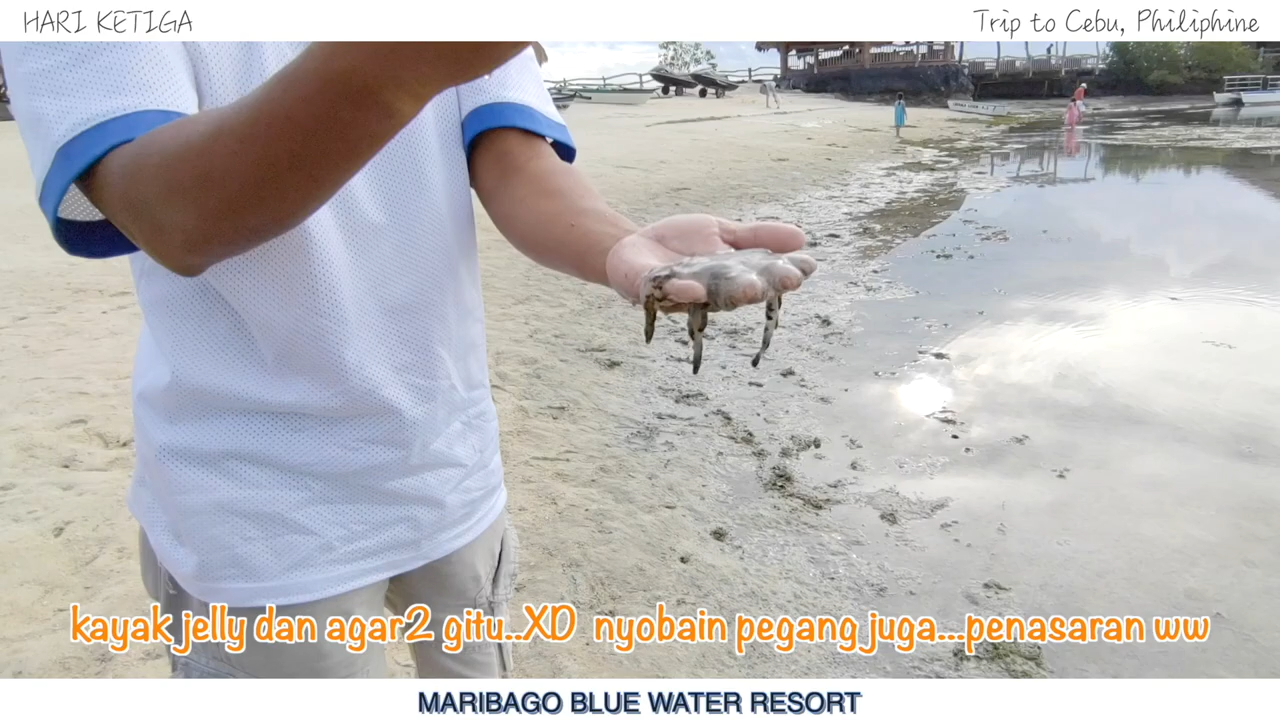 HARI KETIGA
Trip to Cebu, Philiphine
kayak jelly dan agar2 gitu..XD nyobain pegang juga...penasaran ww
MARIBAGO BLUE WATER RESORT